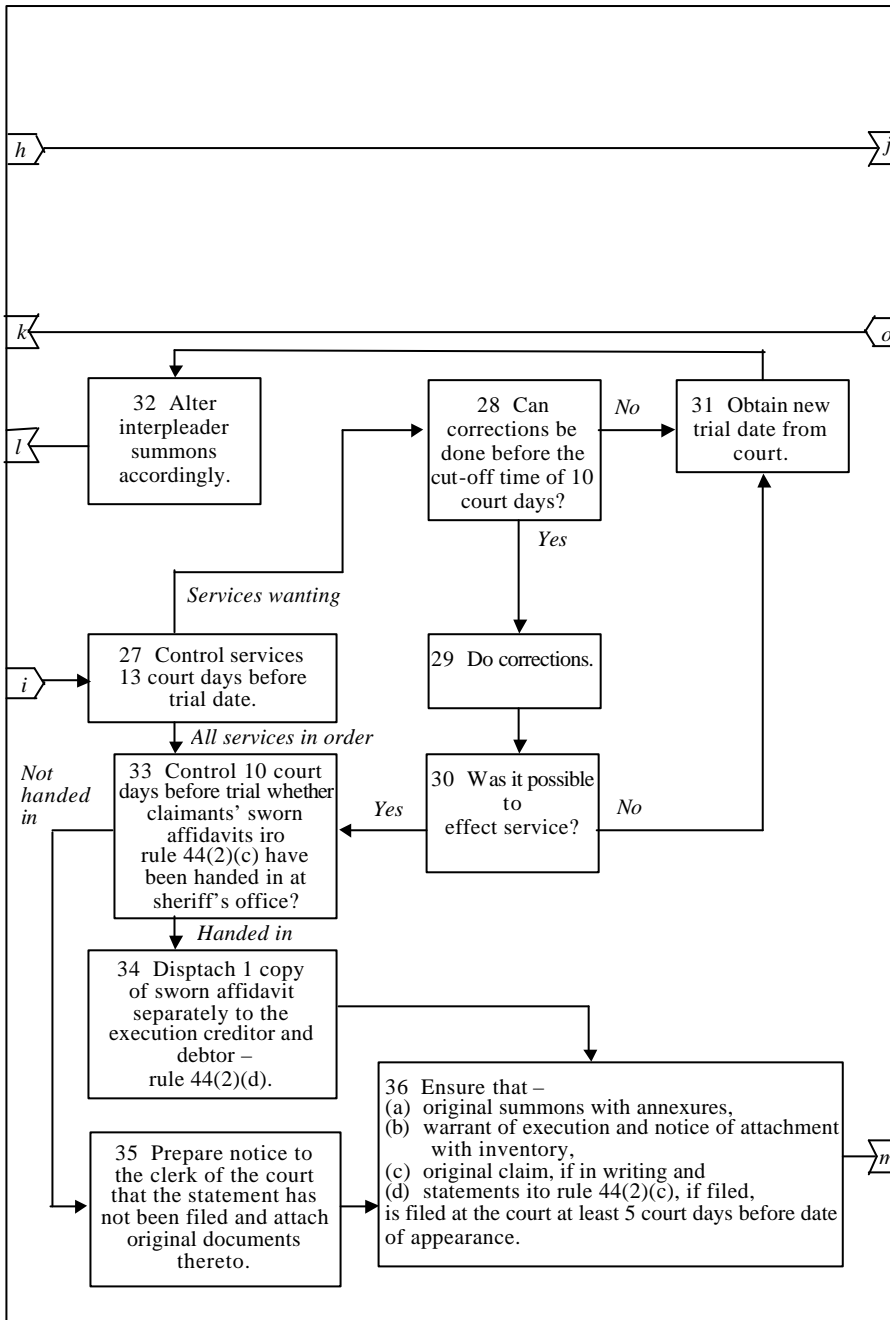 h
j
k
o
32 Alter
interpleader
summons
accordingly.
l
28 Can
corrections be
done before the
cut-off time of 10
court days?
No
31 Obtain new
trial date from
court.
Yes
Services wanting
27 Control services
13 court days before
trial date.
i
29 Do corrections.
All services in order
Not
handed
in
33 Control 10 court
days before trial whether
claimants’ sworn
affidavits iro
rule 44(2)(c) have
been handed in at
sheriff’s office?
Yes
30 Was it possible
to
effect service?
No
Handed in
34 Disptach 1 copy
of sworn affidavit
separately to the
execution creditor and
debtor –
rule 44(2)(d).
35 Prepare notice to
the clerk of the court
that the statement has
not been filed and attach
original documents
thereto.
36 Ensure that –
(a) original summons with annexures,
(b) warrant of execution and notice of attachment
with inventory,
(c) original claim, if in writing and
(d) statements ito rule 44(2)(c), if filed,
is filed at the court at least 5 court days before date
of appearance.
m